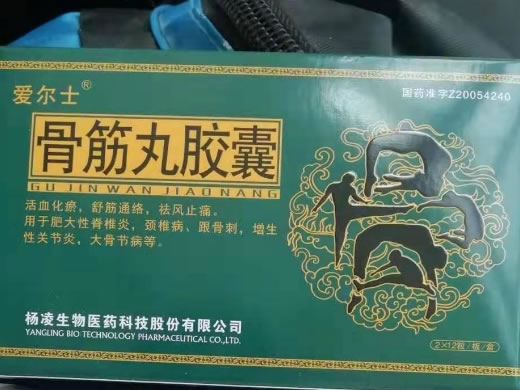 爱尔士®
国药准字Z20054240
骨筋丸胶囊
GU JIN WAN JIAO NANG
活血化瘀，舒筋通络，祛风止痛。
用于肥大性脊椎炎，颈椎病、跟骨刺，增生
性关节炎，大骨节病等。
杨凌生物医药科技股份有限公司
YANGLING BIO TECHNOLOGY PHARMACEUTICAL CO.,LTD.
2×12粒/板/盒